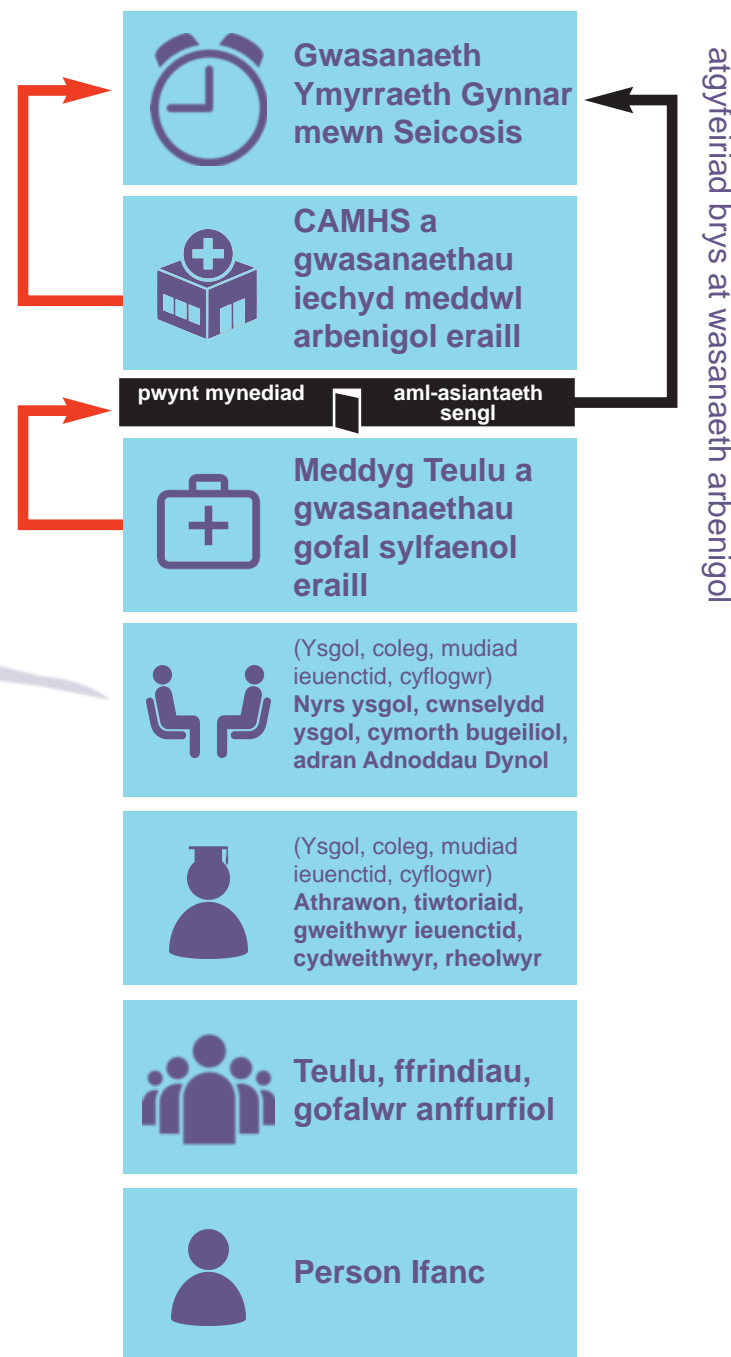 Gwasanaeth
Ymyrraeth Gynnar
mewn Seicosis
CAMHS a
gwasanaethau
iechyd meddwl
arbenigol eraill
pwynt mynediad
aml-asiantaeth
sengl
Meddyg Teulu a
gwasanaethau
gofal sylfaenol
eraill
(Ysgol, coleg, mudiad
ieuenctid, cyflogwr)
Nyrs ysgol, cwnselydd
ysgol, cymorth bugeiliol,
adran Adnoddau Dynol
(Ysgol, coleg, mudiad
ieuenctid, cyflogwr)
Athrawon, tiwtoriaid,
gweithwyr ieuenctid,
cydweithwyr, rheolwyr
Teulu, ffrindiau,
gofalwr anffurfiol
Person Ifanc
atgyfeiriad brys at wasanaeth arbenigol